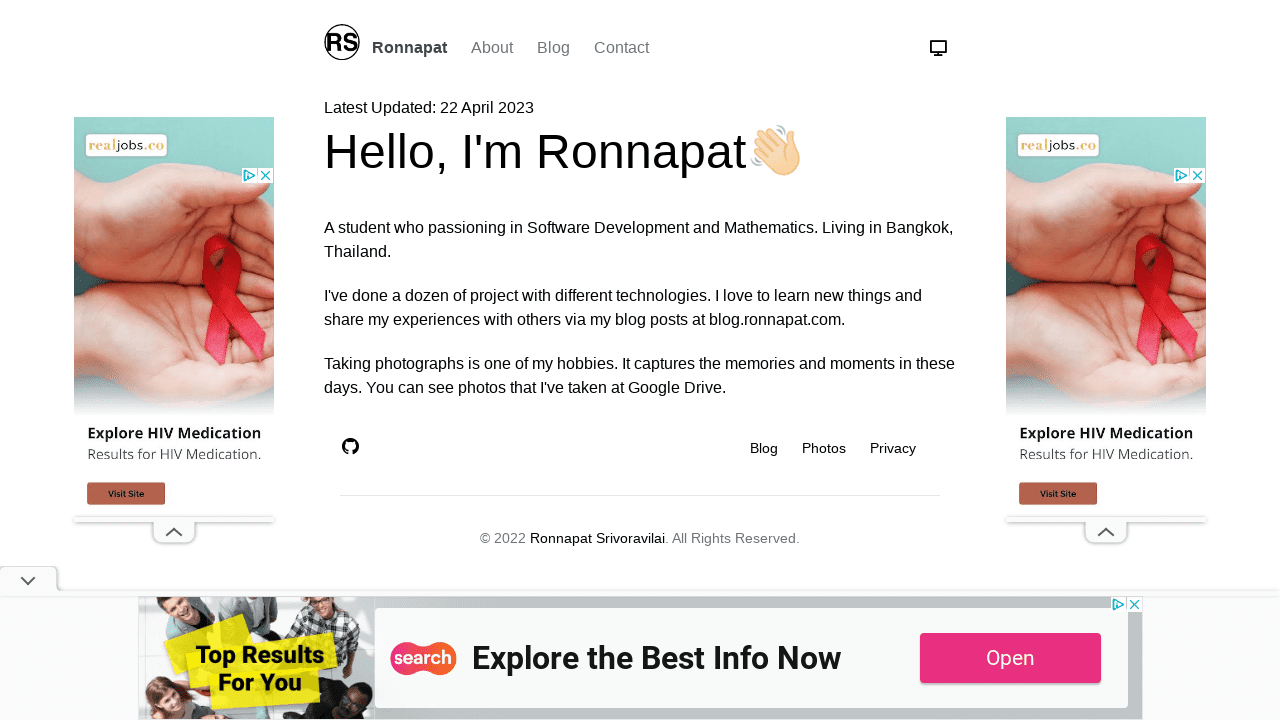 RS Ronnapat About Blog Contact
Latest Updated: 22 April 2023
Hello, I'm Ronnapat
A student who passioning in Software Development and Mathematics. Living in Bangkok,
Thailand.
I've done a dozen of project with different technologies. I love to learn new things and
share my experiences with others via my blog posts at blog.ronnapat.com.
Taking photographs is one of my hobbies. It captures the memories and moments in these
days. You can see photos that I've taken at Google Drive.
Blog Photos Privacy
© 2022 Ronnapat Srivoravilai. All Rights Reserved.
realjobs.co
Explore HIV Medication
Results for HIV Medication.
Visit Site
realjobs.co
Explore HIV Medication
Results for HIV Medication.
Visit Site
Top Results
For You
search
Explore the Best Info Now
Open